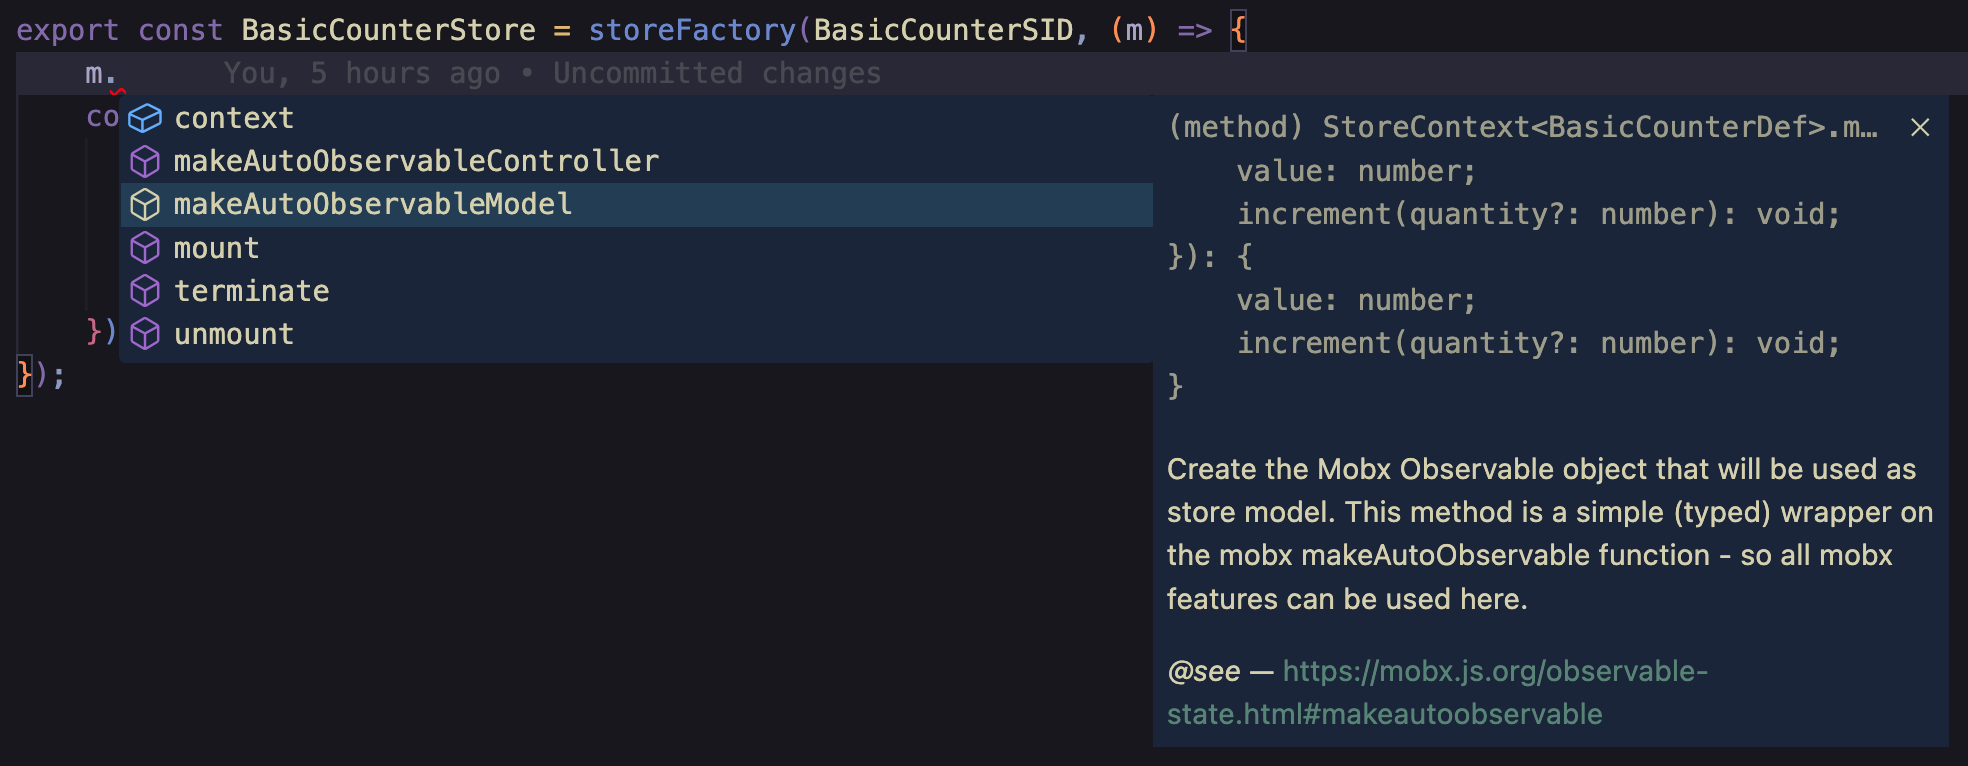 export const BasicCounterStore = storeFactory(BasicCounterSID, (m) => {
m. You, 5 hours ago • Uncommitted changes
co
context
makeAutoObservableController
makeAutoObservableModel
mount
terminate
unmount
})
});
(method) StoreContext<BasicCounterDef>.m…
value: number;
increment(quantity?: number): void;
}): {
value: number;
increment(quantity?: number): void;
}
Create the Mobx Observable object that will be used as
store model. This method is a simple (typed) wrapper on
the mobx makeAutoObservable function - so all mobx
features can be used here.
@see — https://mobx.js.org/observable-
state.html#makeautoobservable